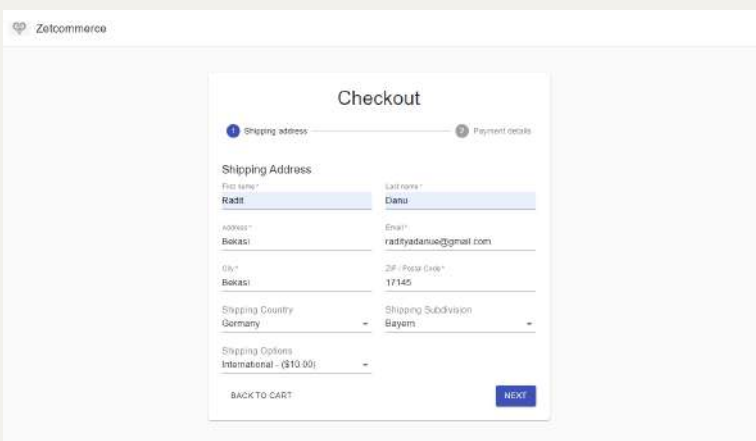 Zetcommerce
Checkout
1 Shipping address 2 Payment details
Shipping Address
First name * Last name *
Radit Danu
Address * Email *
Bekasi radityadanue@gmail.com
City * ZIP / Postal Code *
Bekasi 17145
Shipping Country Shipping Subdivision
Germany Bayern
Shipping Options
International - ($10.00)
BACK TO CART NEXT